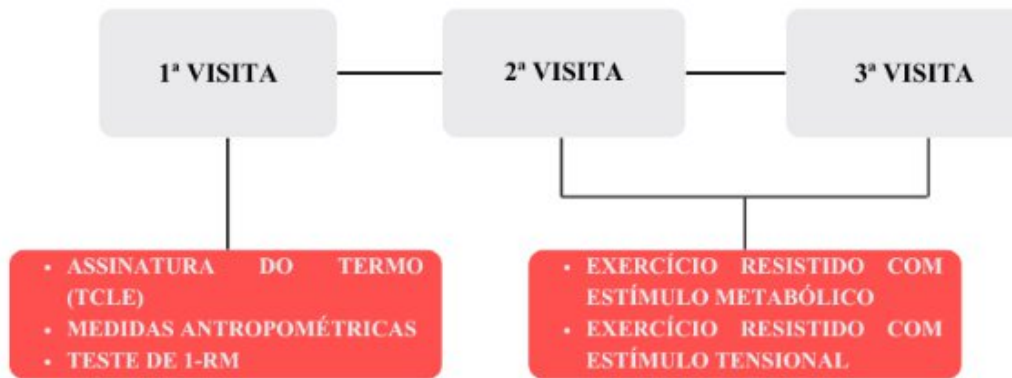 1ª VISITA
2ª VISITA
3ª VISITA
• ASSINATURA DO TERMO
(TCLE)
• MEDIDAS ANTROPOMÉTRICAS
• TESTE DE 1-RM
• EXERCÍCIO RESISTIDO COM
ESTÍMULO METABÓLICO
• EXERCÍCIO RESISTIDO COM
ESTÍMULO TENSIONAL